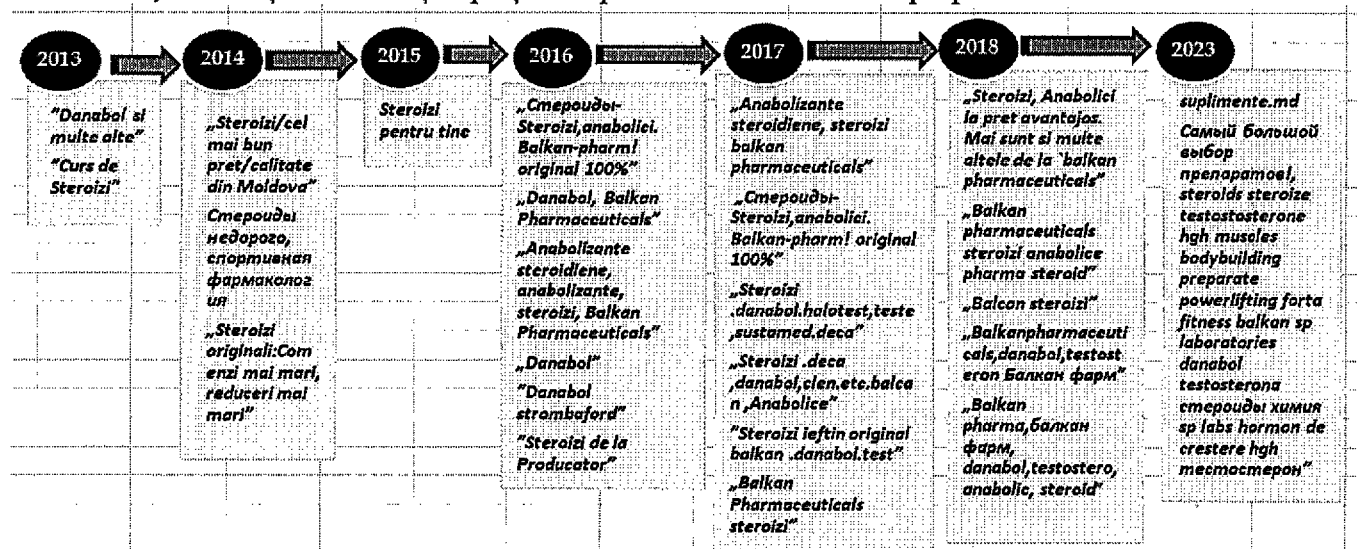 2013
2014
2015
2016
2017
2018
2023
"Danabol si
multe alte"
"Curs de
Steroizi"
„Steroizi/cel
mai bun
pret/calitate
din Moldova"
Стероиды
недорого,
спортивная
фармаколог
ия
„Steroizi
originali:Com
enzi mai mari,
reduceri mai
mari"
Steroizi
pentru tine
„Стероиды-
Steroizi,anabolici.
Balkan-pharm!
original 100%"
„Danabol, Balkan
Pharmaceuticals"
„Anabolizante
steroidiene,
anabolizante,
steroizi, Balkan
Pharmaceuticals"
„Danabol"
"Danabol
strombaford"
"Steroizi de la
Producator"
„Anabolizante
steroidiene, steroizi
balkan
pharmaceuticals"
„Стероиды-
Steroizi,anabolici.
Balkan-pharm! original
100%"
„Steroizi
.danabol.halotest,teste
,sustamed.deca"
„Steroizi .deca
,danabol,clen.etc.balca
n ,Anabolice"
"Steroizi ieftin original
balkan .danabol.test"
„Balkan
Pharmaceuticals
steroizi"
„Steroizi, Anabolici
la pret avantajos.
Mai sunt si multe
altele de la `balkan
pharmaceuticals"
„Balkan
pharmaceuticals
steroizi anabolice
pharma steroid"
„Balcan steroizi"
„Balkanpharmaceuti
cals,danabol,testost
eron Балкан фарм"
„Balkan
pharma,балкан
фарм,
danabol,testostero,
anabolic, steroid"
suplimente.md
Самый большой
выбор
препаратовl,
steroids steroize
testostosterone
hgh muscles
bodybuilding
preparate
powerlifting forta
fitness balkan sp
laboratories
danabol
testosterona
стероиды химия
sp labs hormon de
crestere hgh
тестостерон"